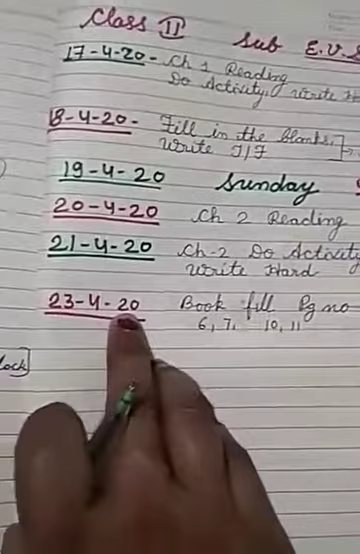 Class II Sub E.V.S
17-4-20 - Ch 1 Reading
Do Activity, Write Hard
18-4-20 - Fill in the blanks,
Write T/F
19-4-20 Sunday
20-4-20 Ch 2 Reading
21-4-20 Ch-2 Do Activity
Write Hard
23-4-20 Book fill Pg no
6, 7, 10, 11